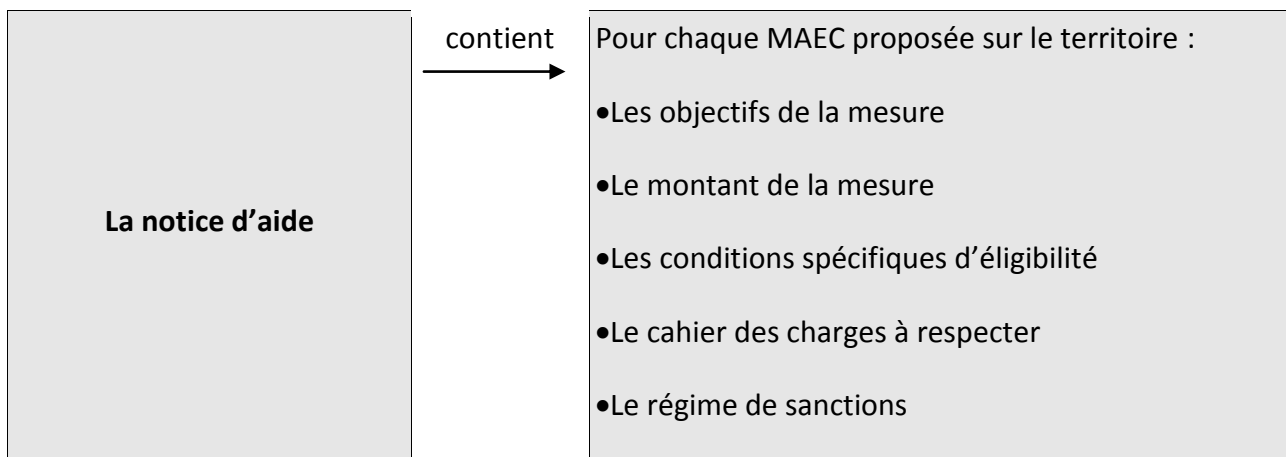 La notice d’aide
contient
Pour chaque MAEC proposée sur le territoire :
•Les objectifs de la mesure
•Le montant de la mesure
•Les conditions spécifiques d’éligibilité
•Le cahier des charges à respecter
•Le régime de sanctions